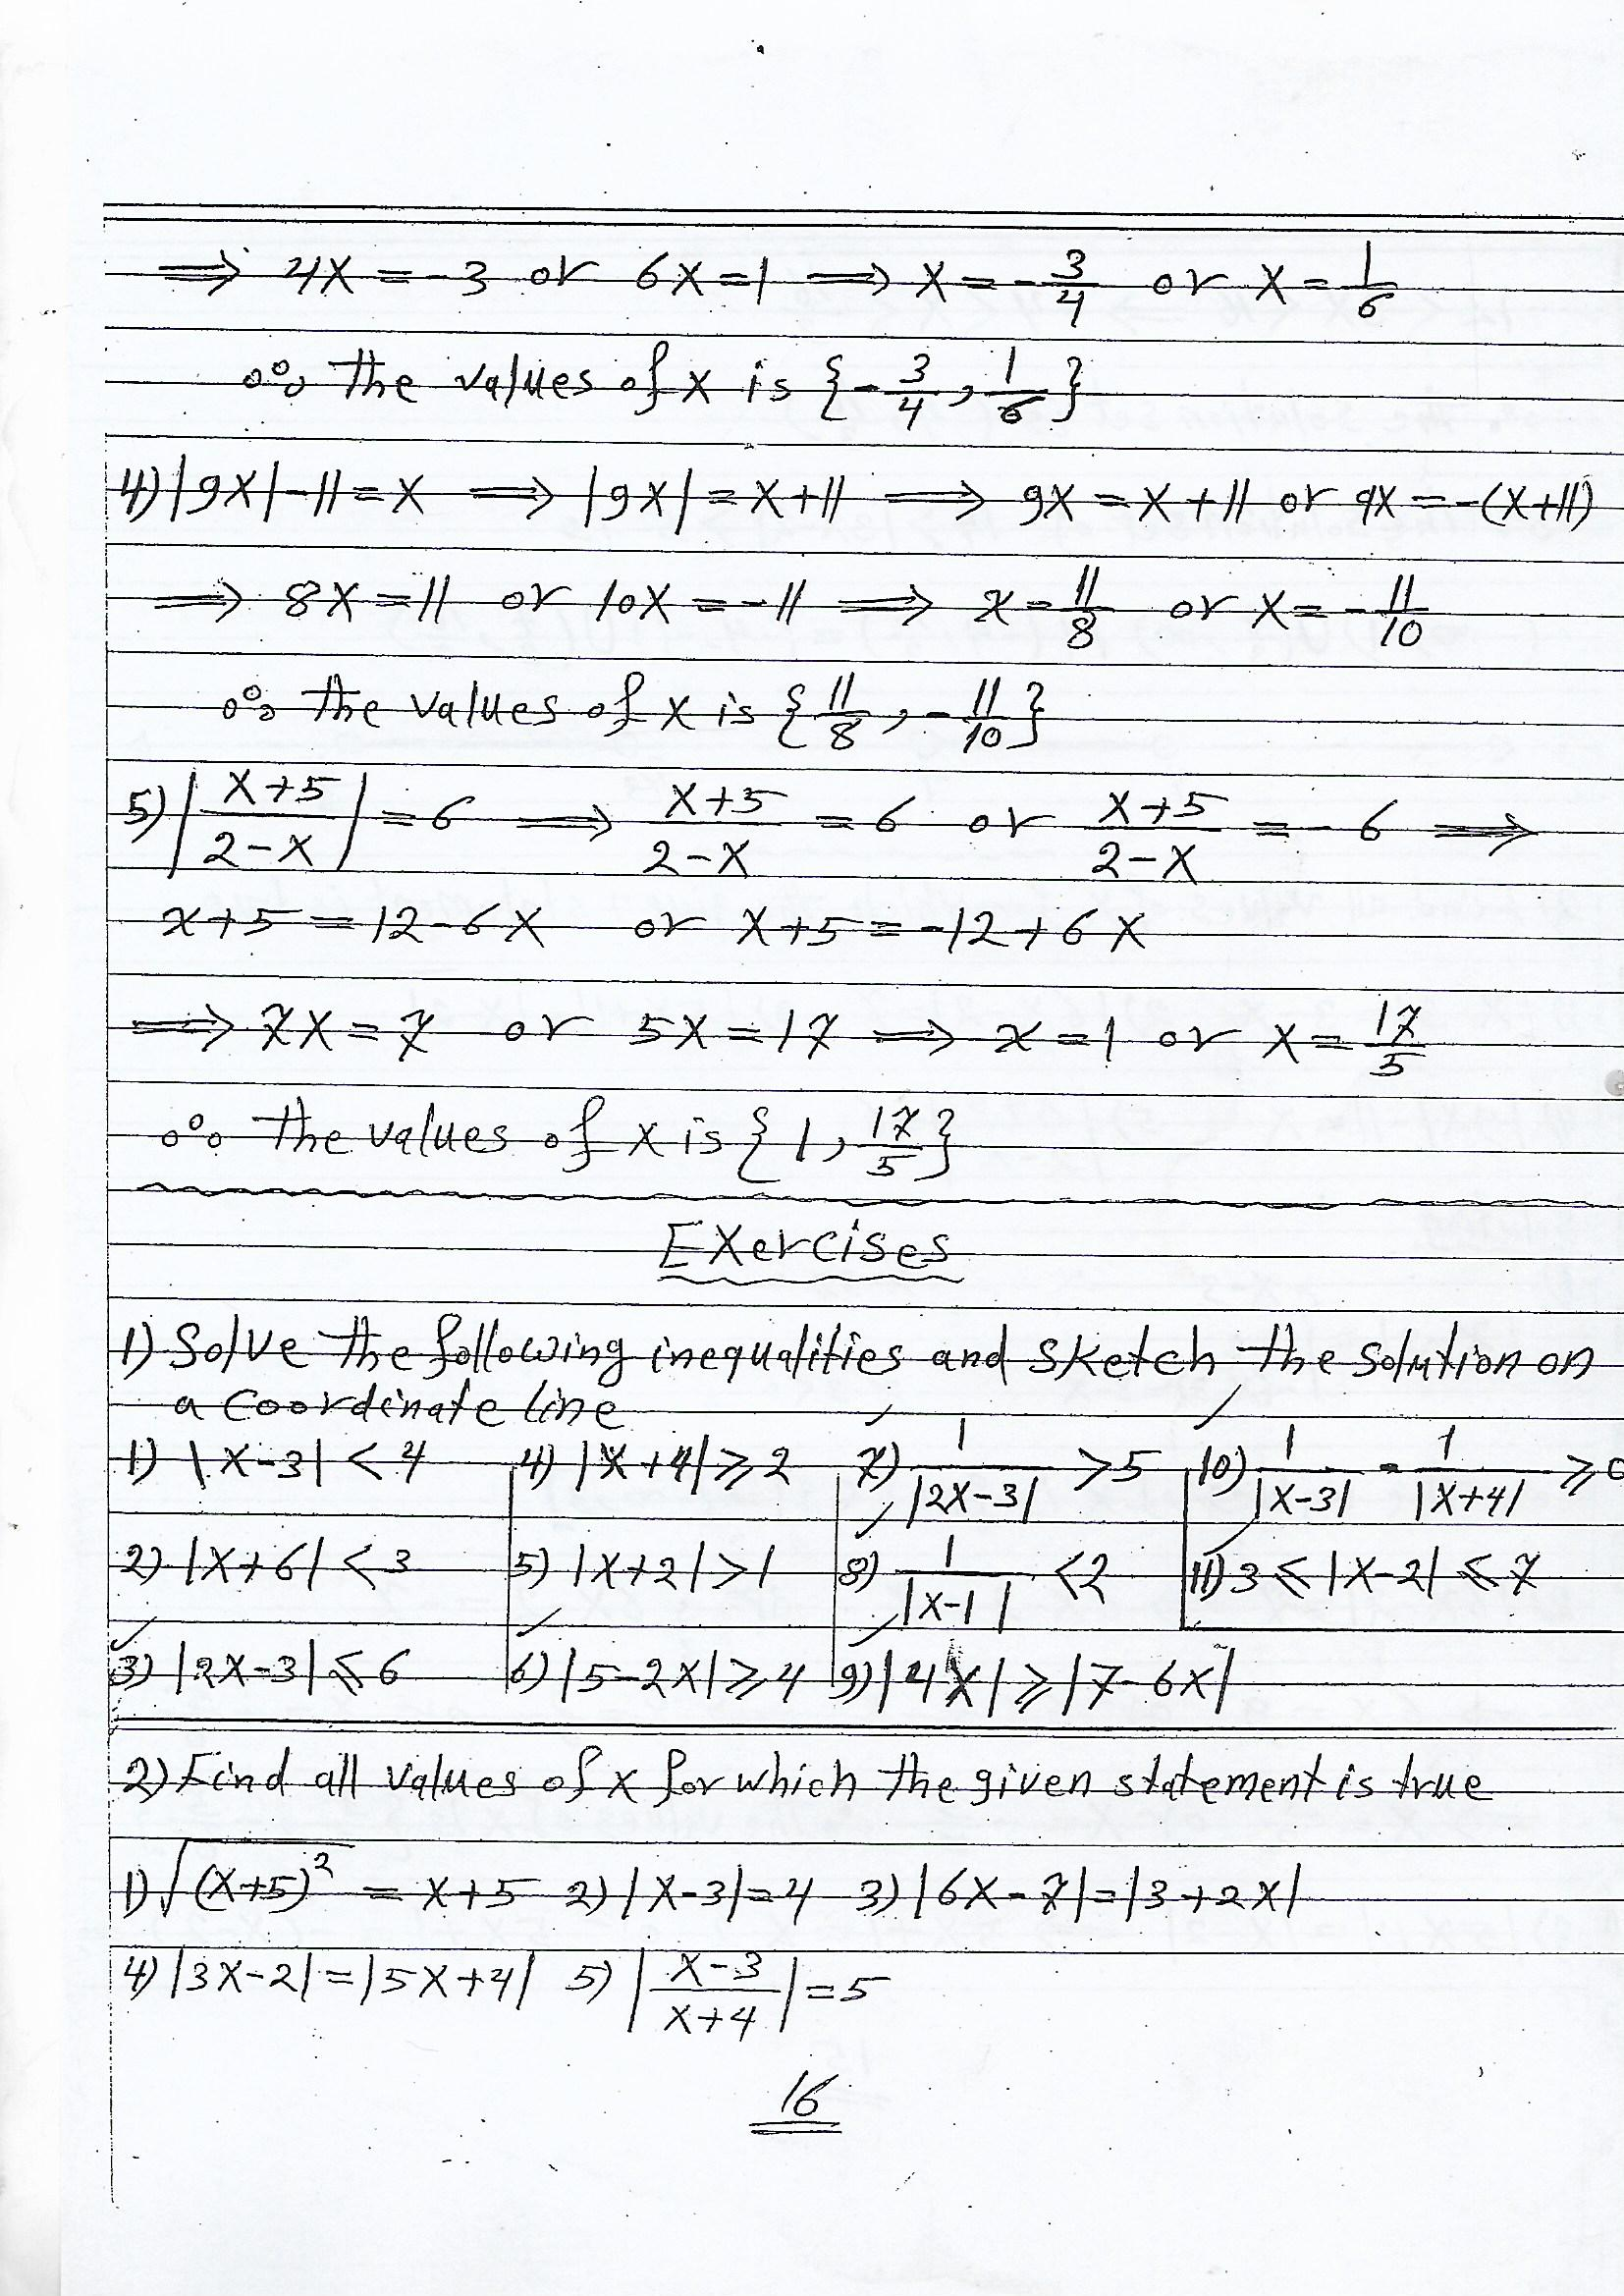 ⟹ 4X = -3 or 6X = 1 ⟹ X = -3/4 or X = 1/6
∴ the values of X is {-3/4, 1/6}
4) |9X| - 11 = X ⟹ |9X| = X + 11 ⟹ 9X = X + 11 or 9X = -(X+11)
⟹ 8X = 11 or 10X = -11 ⟹ x = 11/8 or X = -11/10
∴ the values of X is {11/8, -11/10}
5) |(X+5)/(2-X)| = 6 ⟹ (X+5)/(2-X) = 6 or (X+5)/(2-X) = -6 ⟹
x+5 = 12-6X or X+5 = -12+6X
⟹ 7X = 7 or 5X = 17 ⟹ x = 1 or X = 17/5
∴ the values of X is {1, 17/5}
Exercises
1) Solve the following inequalities and sketch the solution on
a coordinate line
1) |X-3| < 4 4) |X+4| ⩾ 2 7) 1/|2X-3| > 5 10) 1/|X-3| - 1/|X+4| ⩾ 0
2) |X+6| < 3 5) |X+2| > 1 8) 1/|X-1| < 2 11) 3 ⩽ |X-2| ⩽ 7
3) |2X-3| ⩽ 6 6) |5-2X| ⩾ 4 9) |4X| ⩾ |7-6X|
2) Find all values of X for which the given statement is true
1) √(X+5)² = X+5 2) |X-3| = 4 3) |6X-7| = |3+2X|
4) |3X-2| = |5X+4| 5) |(X-3)/(X+4)| = 5
16